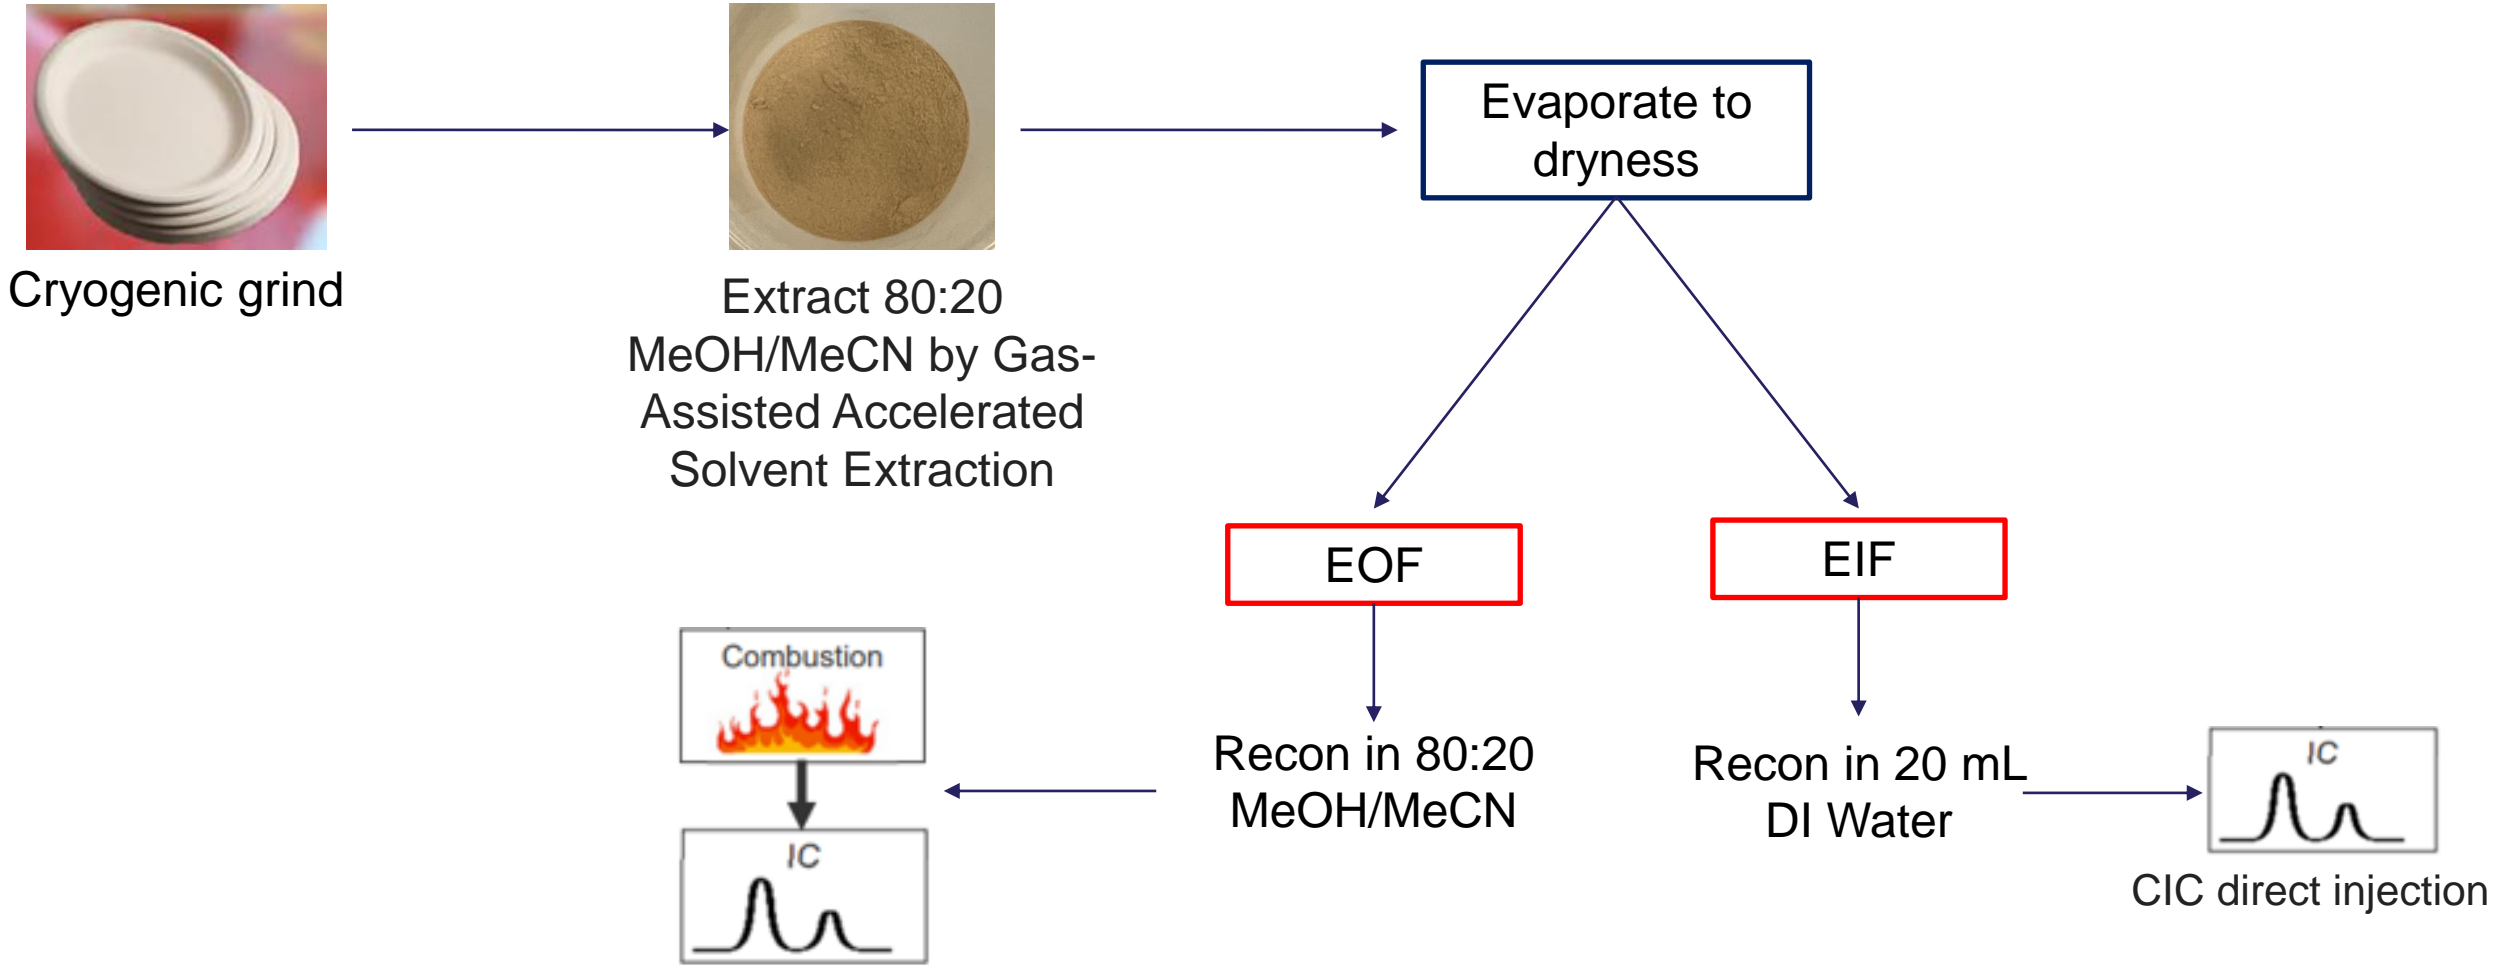 Cryogenic grind
Extract 80:20
MeOH/MeCN by Gas-
Assisted Accelerated
Solvent Extraction
Evaporate to
dryness
EOF
EIF
Combustion
IC
Recon in 80:20
MeOH/MeCN
Recon in 20 mL
DI Water
IC
CIC direct injection